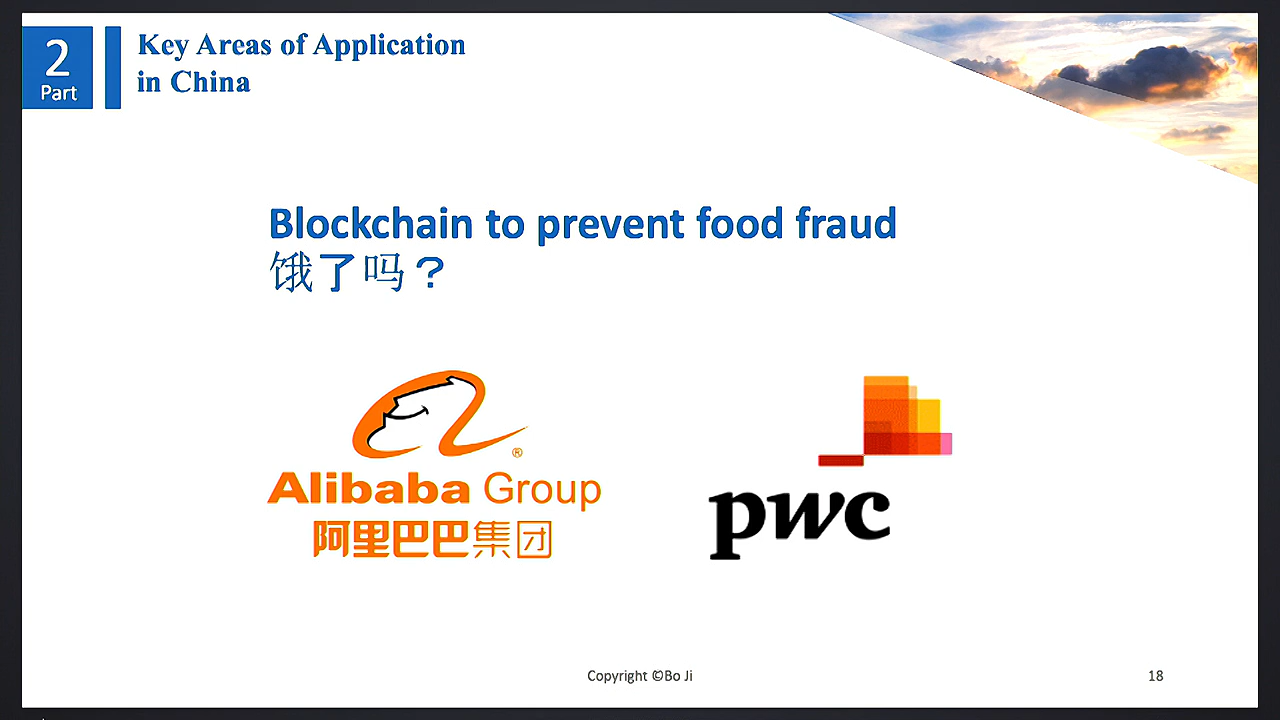 2
Part
Key Areas of Application
in China
Blockchain to prevent food fraud
饿了吗？
®
Alibaba Group
阿里巴巴集团
pwc
Copyright ©Bo Ji
18